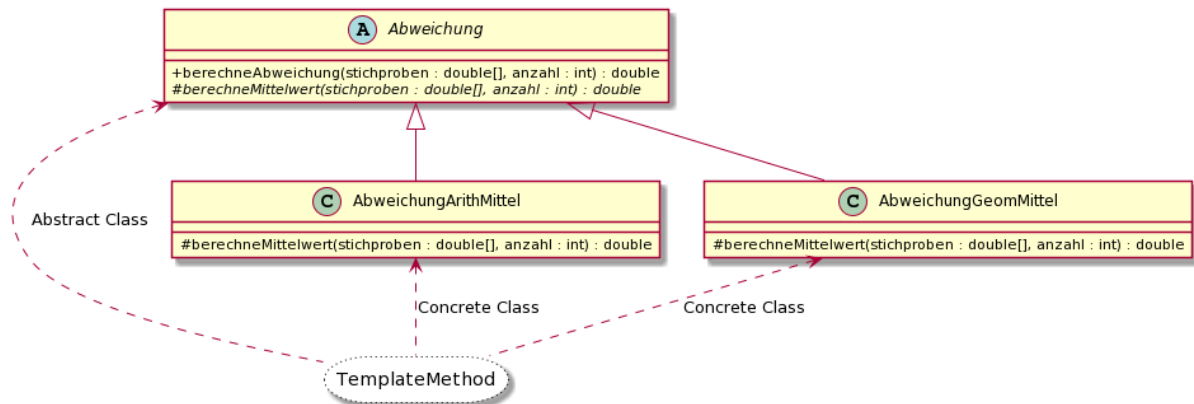 A Abweichung
+berechneAbweichung(stichproben : double[], anzahl : int) : double
#berechneMittelwert(stichproben : double[], anzahl : int) : double
C AbweichungArithMittel
#berechneMittelwert(stichproben : double[], anzahl : int) : double
C AbweichungGeomMittel
#berechneMittelwert(stichproben : double[], anzahl : int) : double
Abstract Class
Concrete Class
Concrete Class
TemplateMethod